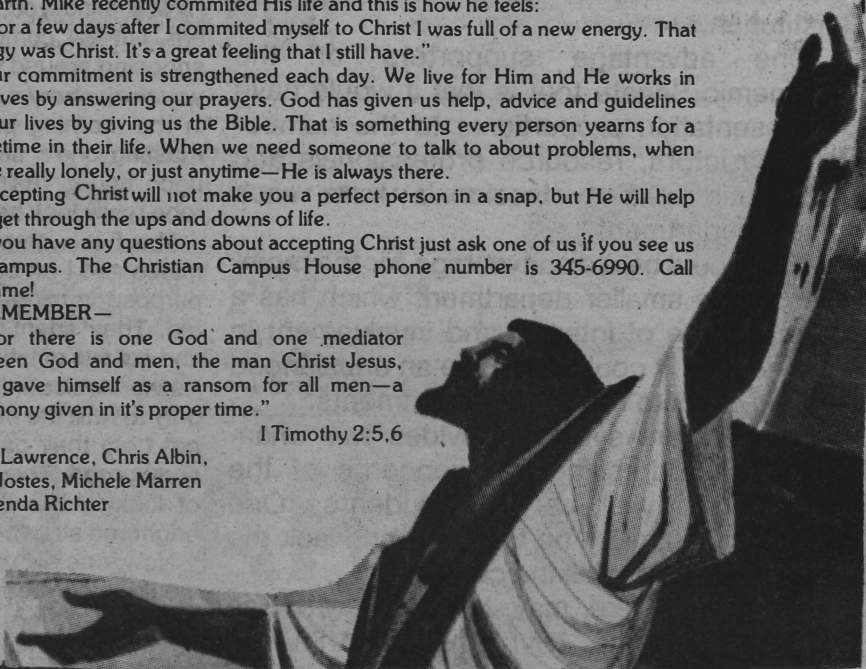 arth. Mike recently commited His life and this is how he feels:
or a few days after I commited myself to Christ I was full of a new energy. That
gy was Christ. It's a great feeling that I still have."
ur commitment is strengthened each day. We live for Him and He works in
ves by answering our prayers. God has given us help, advice and guidelines
ur lives by giving us the Bible. That is something every person yearns for a
etime in their life. When we need someone to talk to about problems, when
e really lonely, or just anytime—He is always there.
ccepting Christ will not make you a perfect person in a snap, but He will help
get through the ups and downs of life.
you have any questions about accepting Christ just ask one of us if you see us
ampus. The Christian Campus House phone number is 345-6990. Call
ime!
MEMBER—
or there is one God and one mediator
een God and men, the man Christ Jesus,
gave himself as a ransom for all men—a
mony given in it's proper time."
I Timothy 2:5,6
Lawrence, Chris Albin,
Jostes, Michele Marren
enda Richter